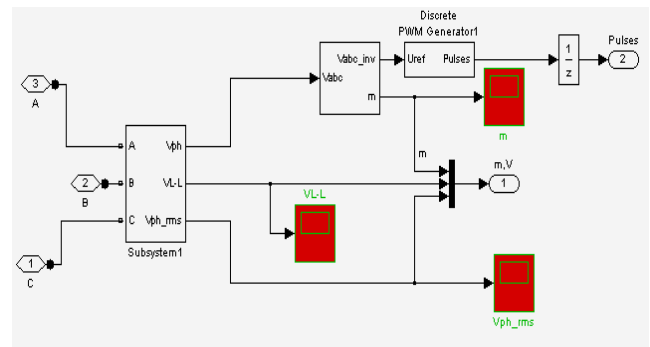 Discrete
PWM Generator1
Vabc_inv
Uref
Pulses
1
z
Pulses
2
Vabc
m
3
A
m
A
Vph
m
m,V
2
B
B
VL-L
1
VL-L
C
Vph_rms
Subsystem1
1
C
Vph_rms